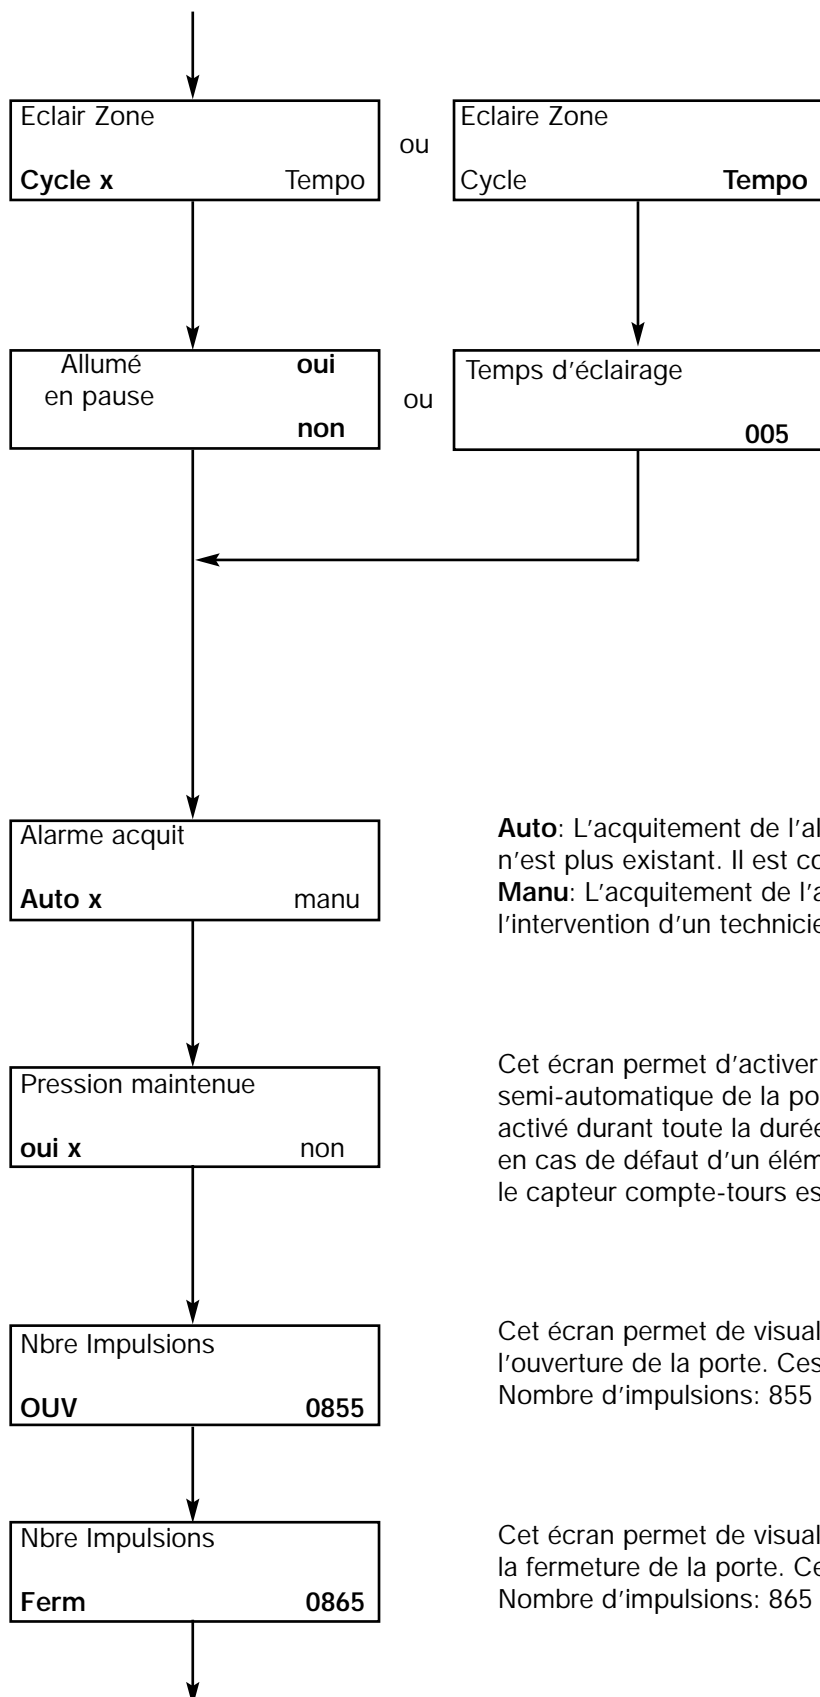 Eclair Zone
Cycle x Tempo
ou
Eclaire Zone
Cycle Tempo
Allumé oui
en pause
non
ou
Temps d'éclairage
005
Alarme acquit
Auto x manu
Auto: L'acquitement de l'al
n'est plus existant. Il est co
Manu: L'acquitement de l'a
l'intervention d'un technicie
Pression maintenue
oui x non
Cet écran permet d'activer
semi-automatique de la po
activé durant toute la durée
en cas de défaut d'un élém
le capteur compte-tours es
Nbre Impulsions
OUV 0855
Cet écran permet de visual
l'ouverture de la porte. Ces
Nombre d'impulsions: 855
Nbre Impulsions
Ferm 0865
Cet écran permet de visual
la fermeture de la porte. Ce
Nombre d'impulsions: 865